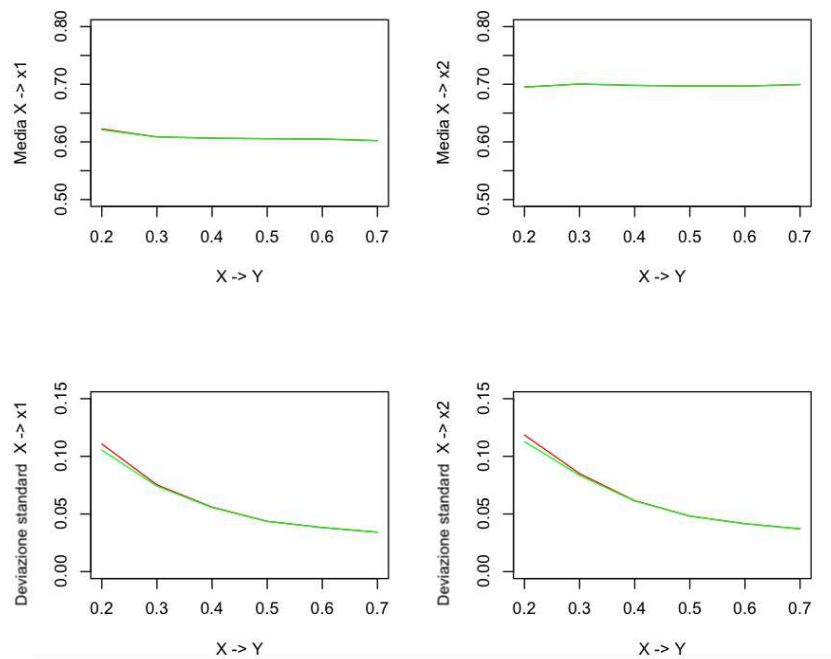 Media X -> x1
0.50 0.60 0.70 0.80
0.2 0.3 0.4 0.5 0.6 0.7
X -> Y
Media X -> x2
0.50 0.60 0.70 0.80
0.2 0.3 0.4 0.5 0.6 0.7
X -> Y
Deviazione standard X -> x1
0.00 0.05 0.10 0.15
0.2 0.3 0.4 0.5 0.6 0.7
X -> Y
Deviazione standard X -> x2
0.00 0.05 0.10 0.15
0.2 0.3 0.4 0.5 0.6 0.7
X -> Y